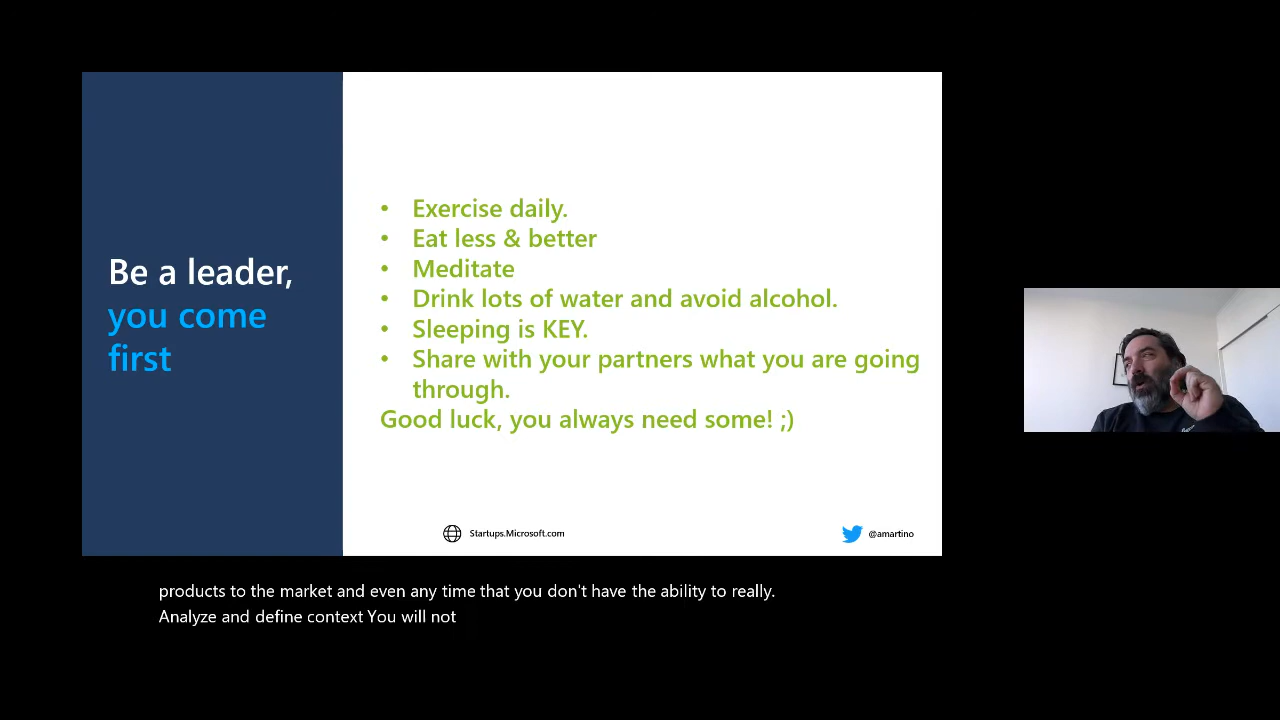 Be a leader,
you come
first
• Exercise daily.
• Eat less & better
• Meditate
• Drink lots of water and avoid alcohol.
• Sleeping is KEY.
• Share with your partners what you are going
through.
Good luck, you always need some! ;)
Startups.Microsoft.com
@amartino
products to the market and even any time that you don't have the ability to really.
Analyze and define context You will not